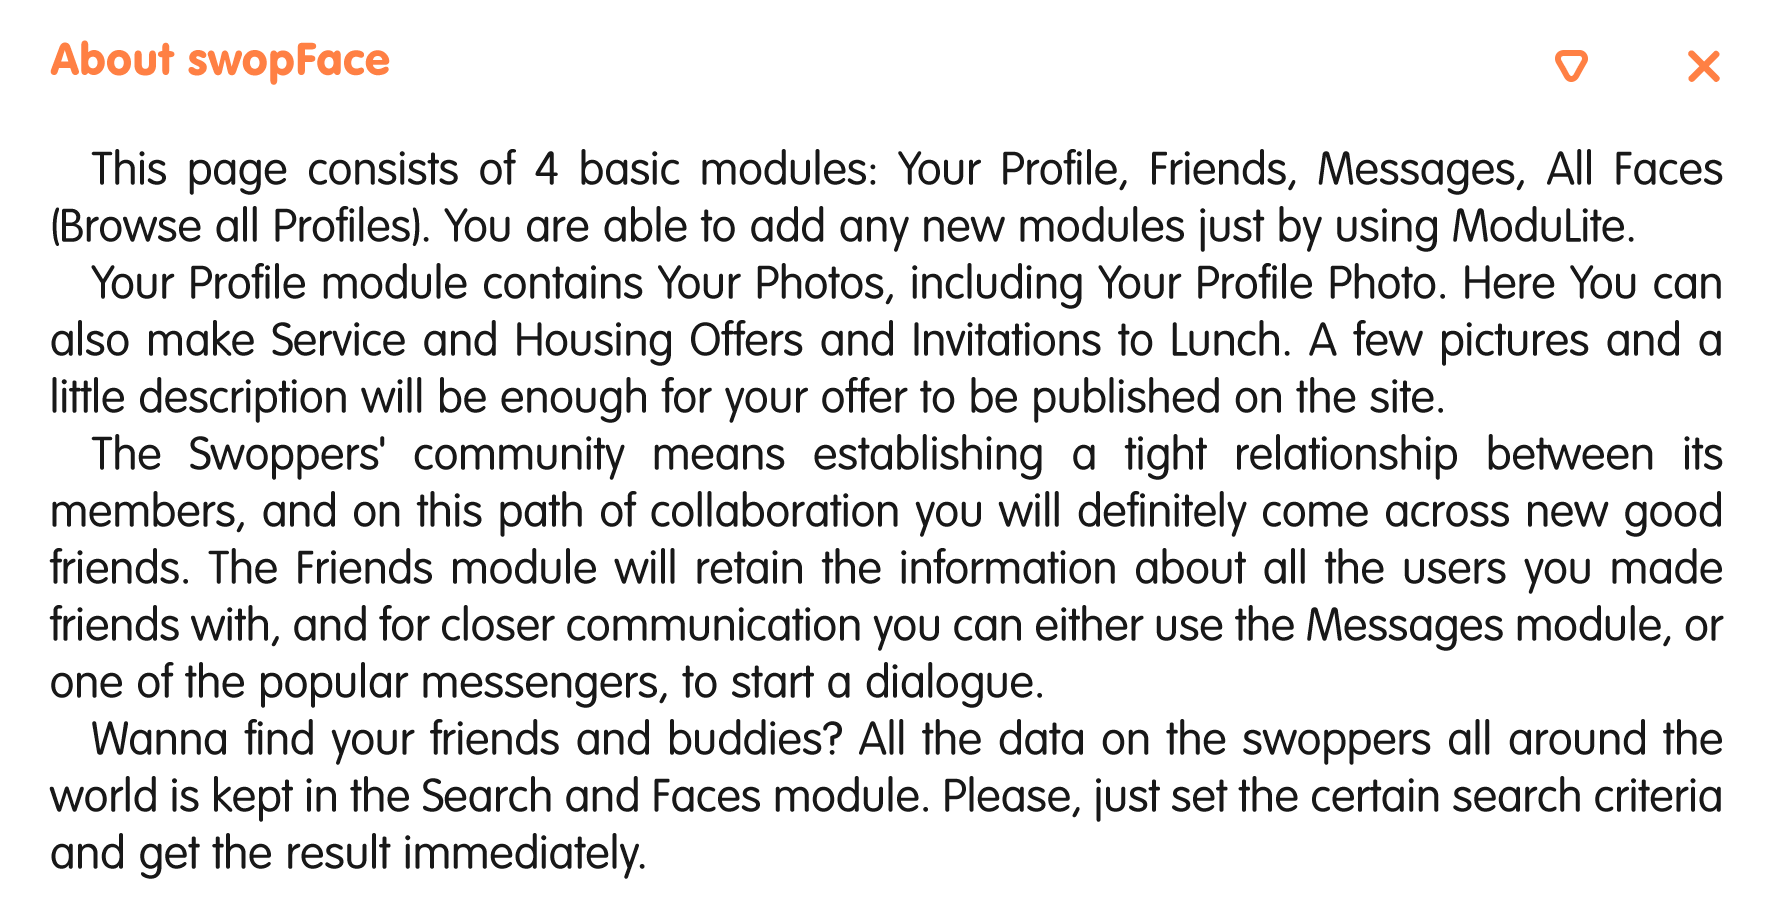 About swopFace
This page consists of 4 basic modules: Your Profile, Friends, Messages, All Faces
(Browse all Profiles). You are able to add any new modules just by using ModuLite.
Your Profile module contains Your Photos, including Your Profile Photo. Here You can
also make Service and Housing Offers and Invitations to Lunch. A few pictures and a
little description will be enough for your offer to be published on the site.
The Swoppers' community means establishing a tight relationship between its
members, and on this path of collaboration you will definitely come across new good
friends. The Friends module will retain the information about all the users you made
friends with, and for closer communication you can either use the Messages module, or
one of the popular messengers, to start a dialogue.
Wanna find your friends and buddies? All the data on the swoppers all around the
world is kept in the Search and Faces module. Please, just set the certain search criteria
and get the result immediately.